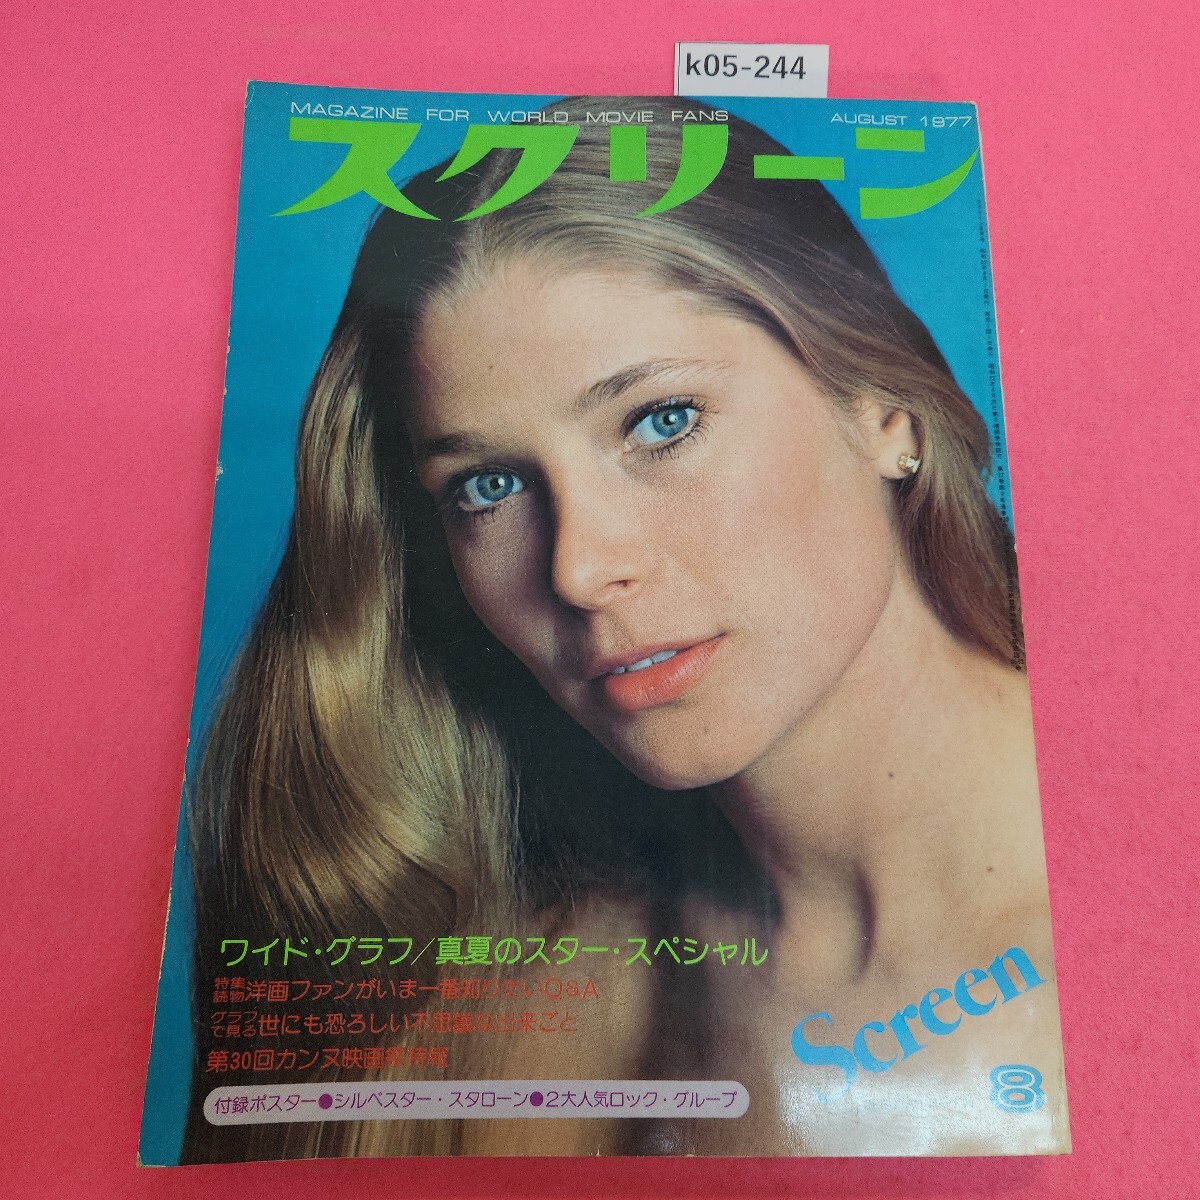 k05-244
MAGAZINE FOR WORLD MOVIE FANS
AUGUST 1977
スクリーン
ワイド・グラフ/真夏のスター・スペシャル
特集読物 洋画ファンがいま一番知りたいQ&A
グラフで見る 世にも恐ろしい不思議な出来ごと
第30回カンヌ映画祭特報
付録ポスター●シルベスター・スタローン●2大人気ロック・グループ
Screen
8